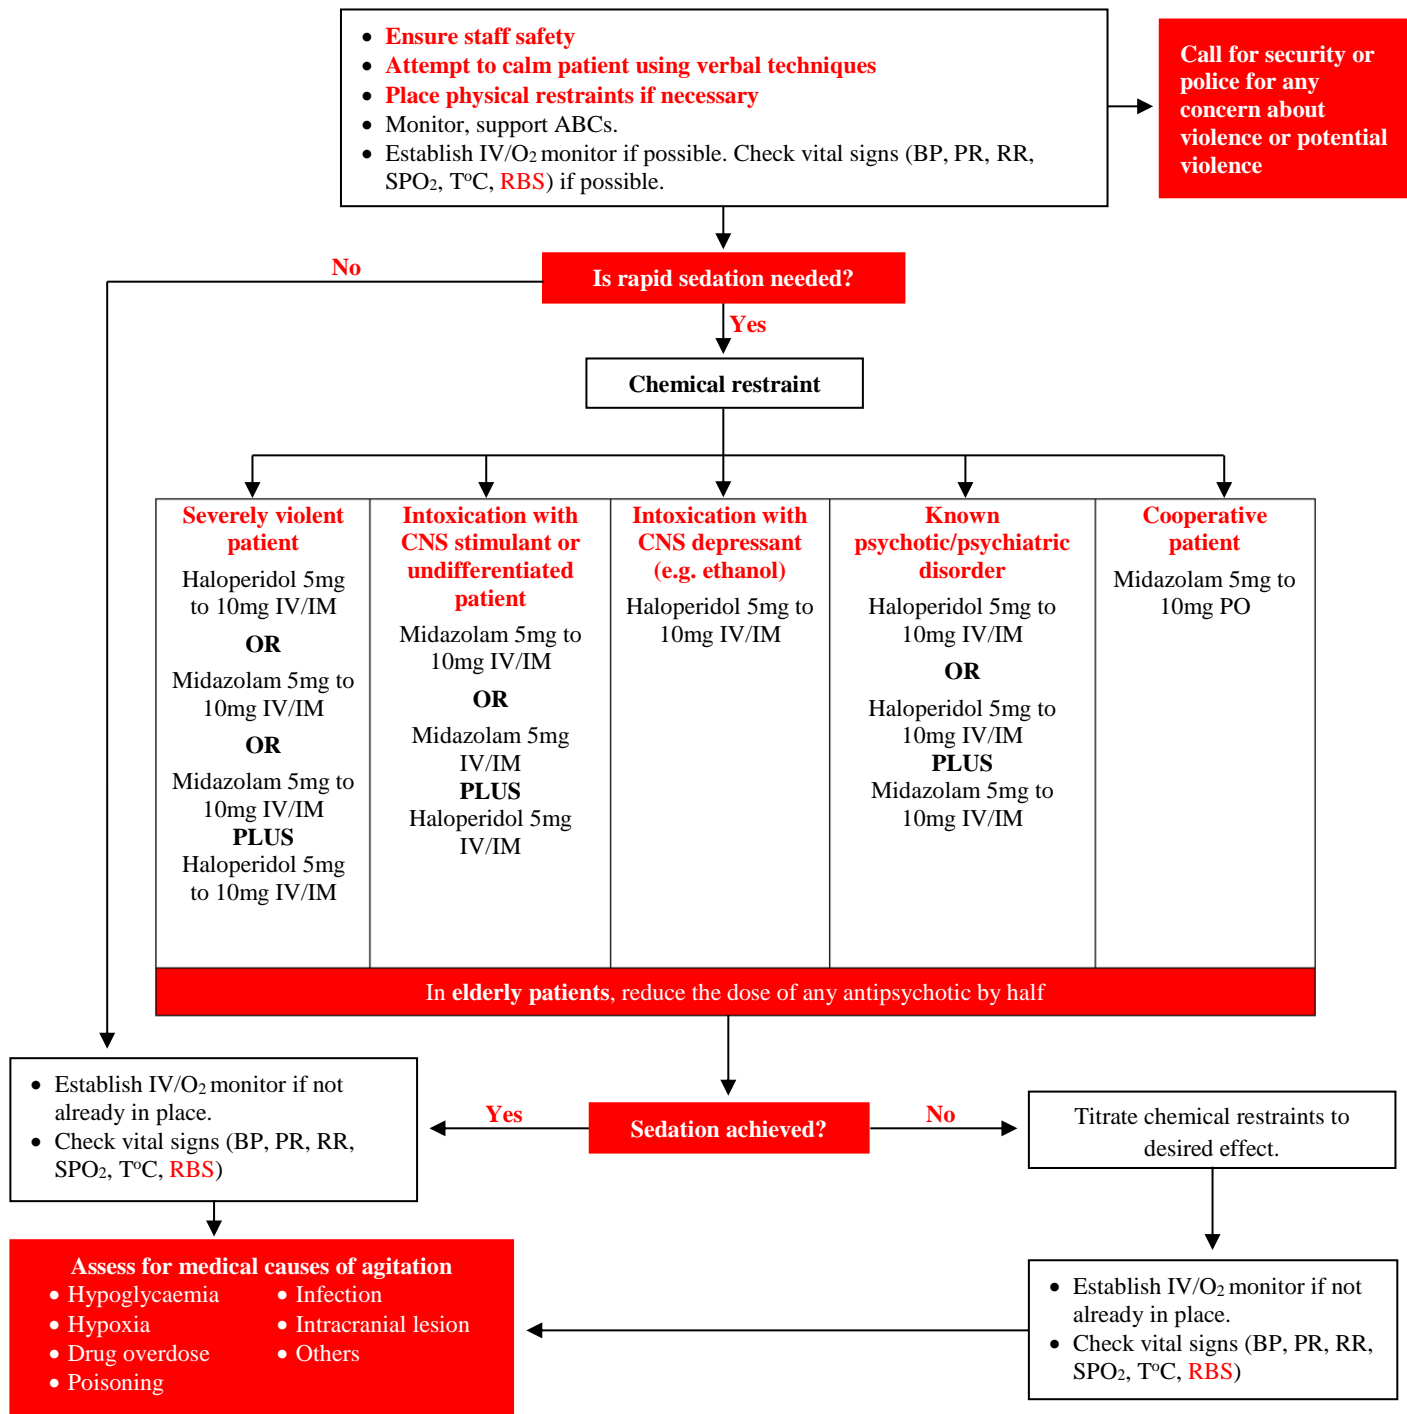 • Ensure staff safety
• Attempt to calm patient using verbal techniques
• Place physical restraints if necessary
• Monitor, support ABCs.
• Establish IV/O2 monitor if possible. Check vital signs (BP, PR, RR,
SPO2, ToC, RBS) if possible.
Call for security or
police for any
concern about
violence or potential
violence
Is rapid sedation needed?
No
Yes
Chemical restraint
Severely violent
patient
Haloperidol 5mg
to 10mg IV/IM
OR
Midazolam 5mg to
10mg IV/IM
OR
Midazolam 5mg to
10mg IV/IM
PLUS
Haloperidol 5mg
to 10mg IV/IM
Intoxication with
CNS stimulant or
undifferentiated
patient
Midazolam 5mg to
10mg IV/IM
OR
Midazolam 5mg
IV/IM
PLUS
Haloperidol 5mg
IV/IM
Intoxication with
CNS depressant
(e.g. ethanol)
Haloperidol 5mg to
10mg IV/IM
Known
psychotic/psychiatric
disorder
Haloperidol 5mg to
10mg IV/IM
OR
Haloperidol 5mg to
10mg IV/IM
PLUS
Midazolam 5mg to
10mg IV/IM
Cooperative
patient
Midazolam 5mg to
10mg PO
In elderly patients, reduce the dose of any antipsychotic by half
Sedation achieved?
Yes
No
• Establish IV/O2 monitor if not
already in place.
• Check vital signs (BP, PR, RR,
SPO2, ToC, RBS)
Titrate chemical restraints to
desired effect.
Assess for medical causes of agitation
• Hypoglycaemia
• Hypoxia
• Drug overdose
• Poisoning
• Infection
• Intracranial lesion
• Others
• Establish IV/O2 monitor if not
already in place.
• Check vital signs (BP, PR, RR,
SPO2, ToC, RBS)